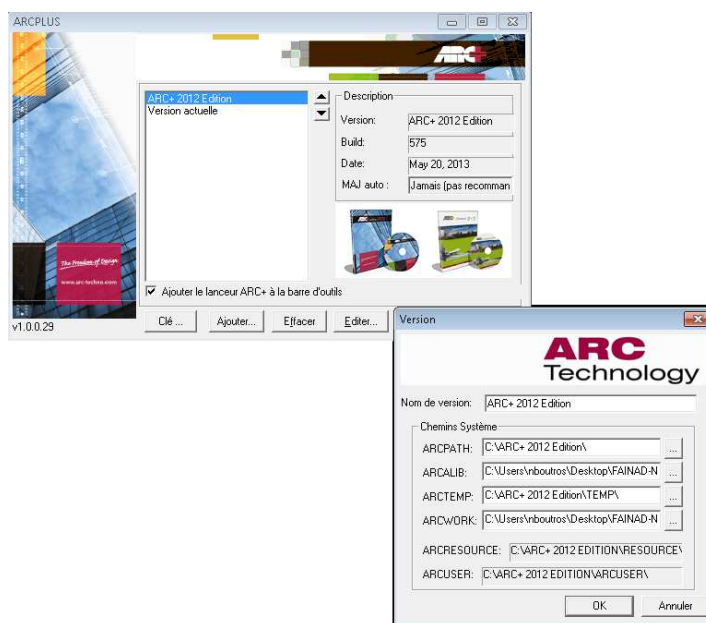 ARCPLUS
ARC+
ARC+ 2012 Edition
Version actuelle
Description
Version: ARC+ 2012 Edition
Build: 575
Date: May 20, 2013
MAJ auto : Jamais (pas recomman
The Freedom of Design
www.arc-techno.com
Ajouter le lanceur ARC+ à la barre d'outils
v1.0.0.29
Clé ... Ajouter... Effacer Editer...
Version
ARC
Technology
Nom de version: ARC+ 2012 Edition
Chemins Système
ARCPATH: C:\ARC+ 2012 Edition\ ...
ARCALIB: C:\Users\nboutros\Desktop\FAINAD-N ...
ARCTEMP: C:\ARC+ 2012 Edition\TEMP\ ...
ARCWORK: C:\Users\nboutros\Desktop\FAINAD-N ...
ARCRESOURCE: C:\ARC+ 2012 EDITION\RESOURCE\
ARCUSER: C:\ARC+ 2012 EDITION\ARCUSER\
OK Annuler